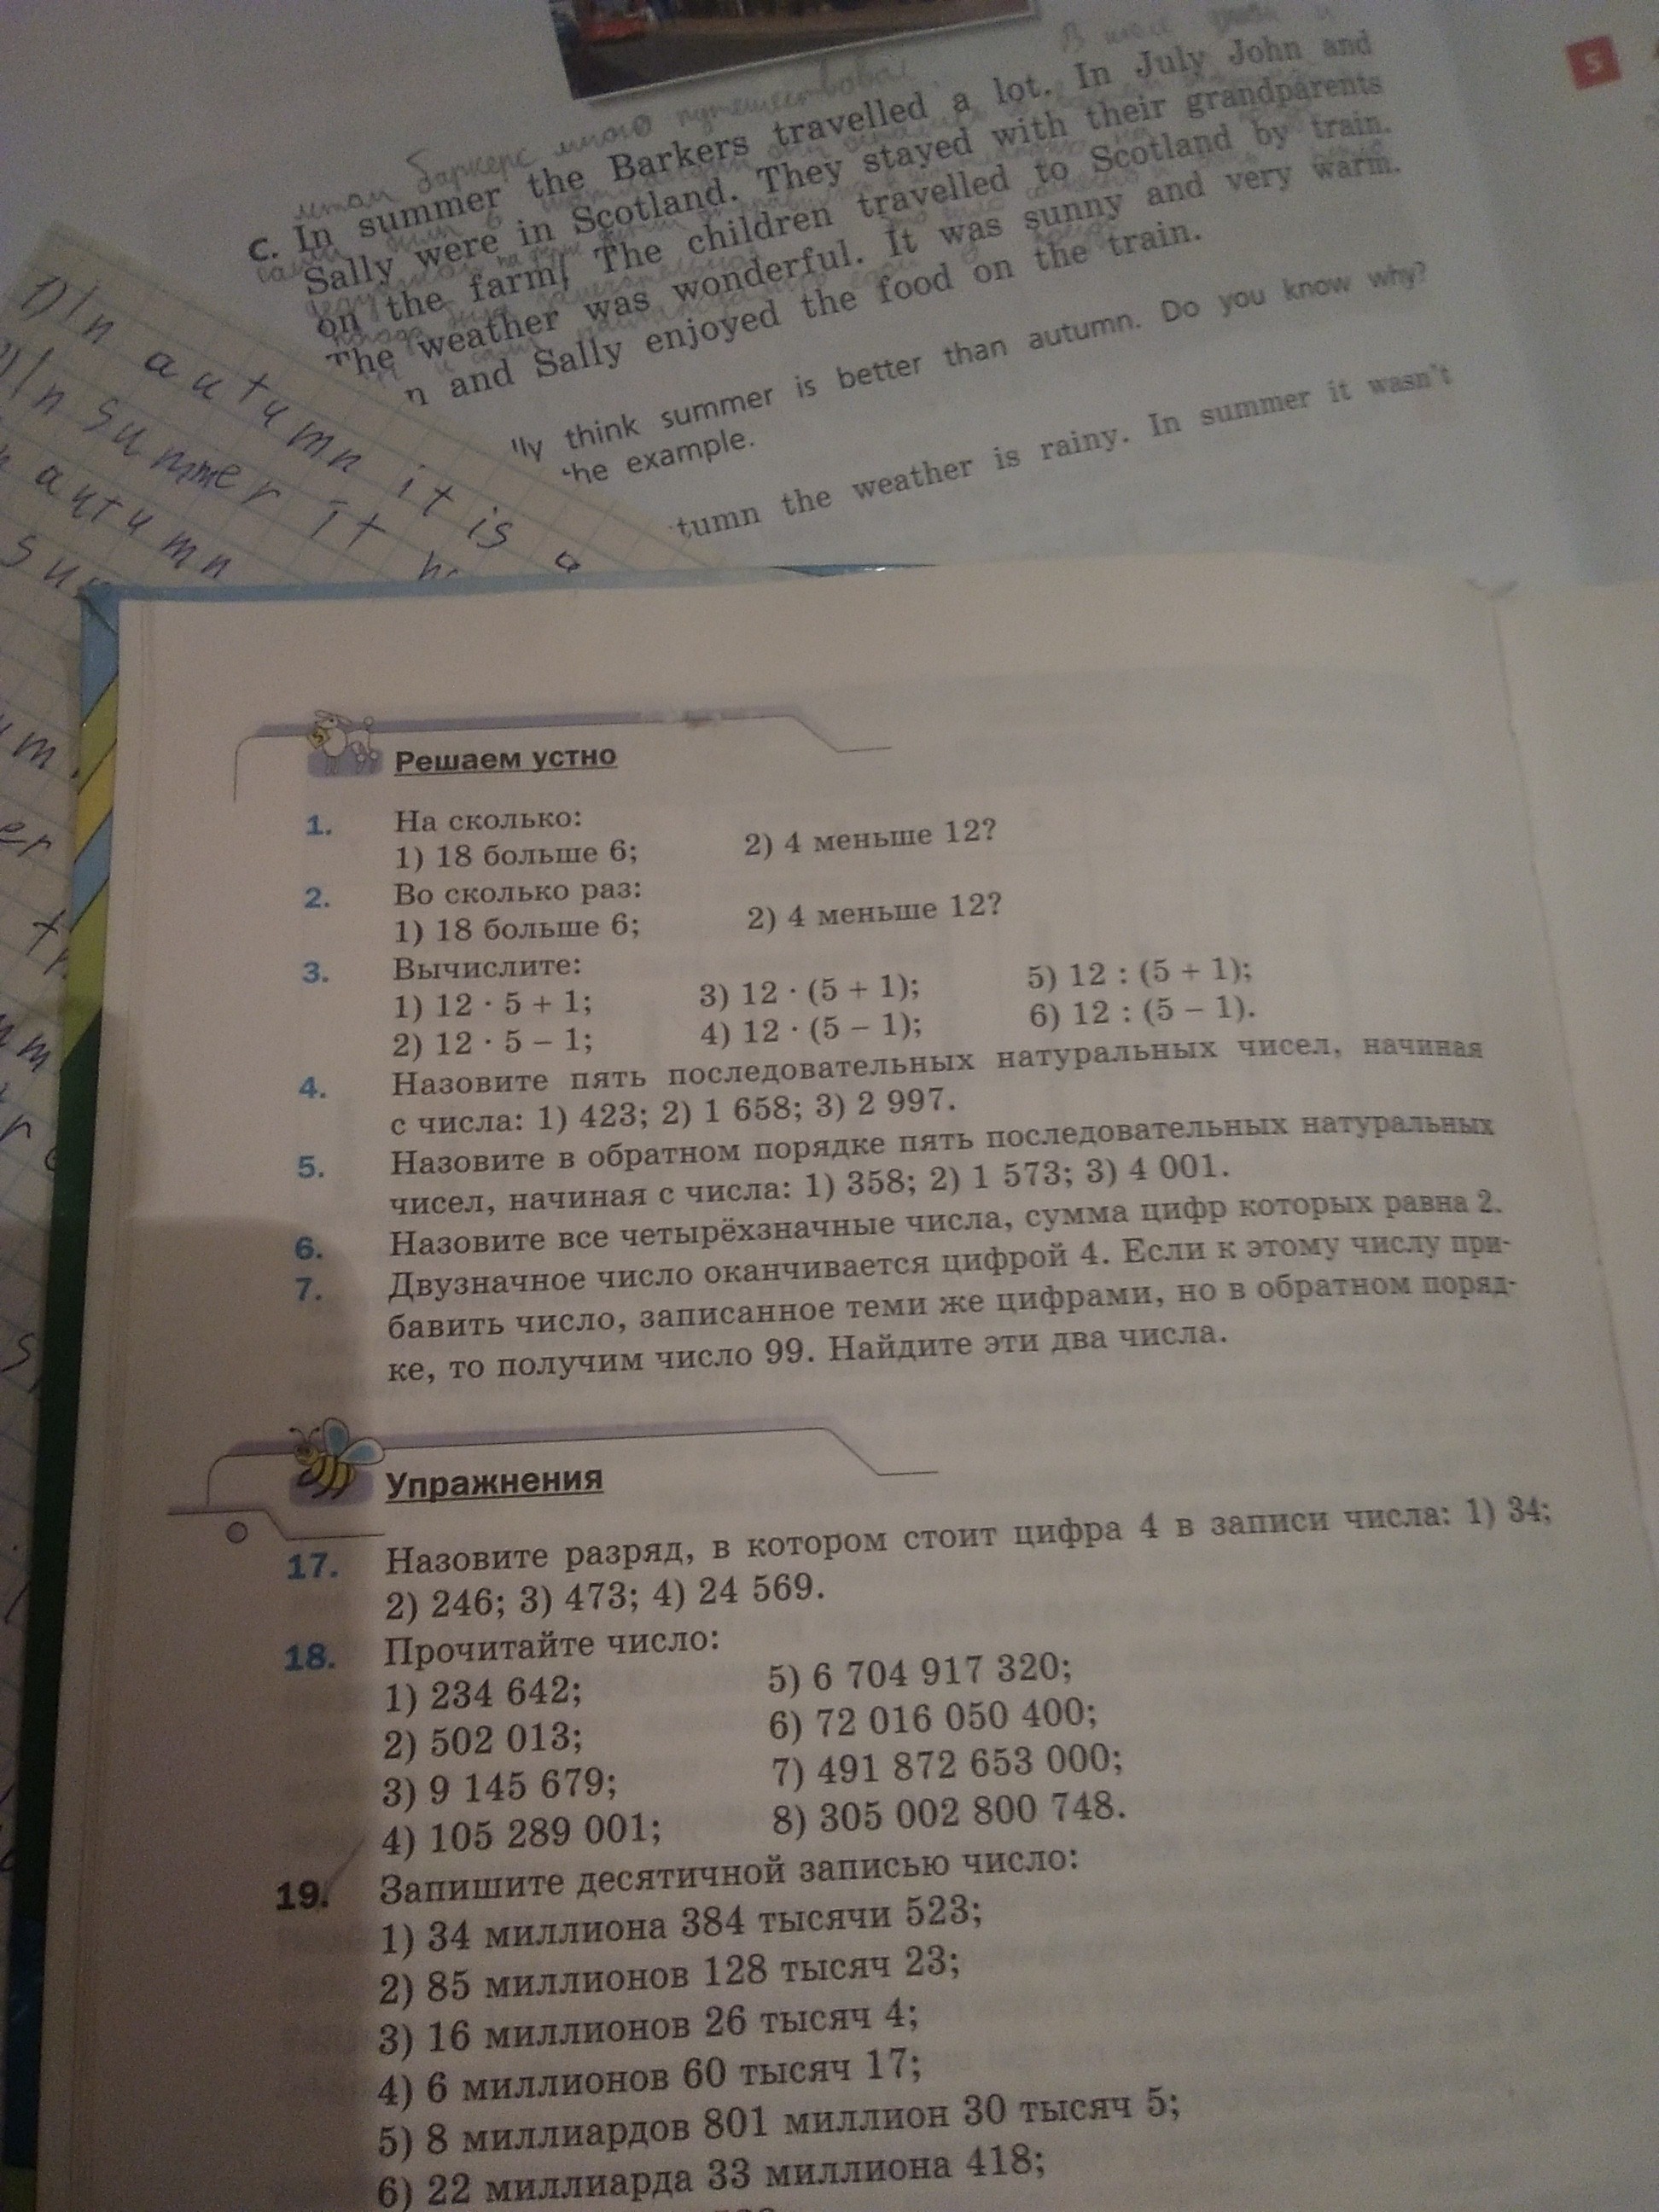 C. In summer the Barkers travelled a lot. In July John and
Sally were in Scotland. They stayed with their grandparents
on the farm. The children travelled to Scotland by train.
The weather was wonderful. It was sunny and very warm.
n and Sally enjoyed the food on the train.
lly think summer is better than autumn. Do you know why?
he example.
tumn the weather is rainy. In summer it wasn't
1) In autumn it is a
In summer it
autumn
Решаем устно
1. На сколько:
1) 18 больше 6; 2) 4 меньше 12?
2. Во сколько раз:
1) 18 больше 6; 2) 4 меньше 12?
3. Вычислите:
1) 12 · 5 + 1; 3) 12 · (5 + 1); 5) 12 : (5 + 1);
2) 12 · 5 − 1; 4) 12 · (5 − 1); 6) 12 : (5 − 1).
4. Назовите пять последовательных натуральных чисел, начиная
с числа: 1) 423; 2) 1 658; 3) 2 997.
5. Назовите в обратном порядке пять последовательных натуральных
чисел, начиная с числа: 1) 358; 2) 1 573; 3) 4 001.
6. Назовите все четырёхзначные числа, сумма цифр которых равна 2.
7. Двузначное число оканчивается цифрой 4. Если к этому числу при-
бавить число, записанное теми же цифрами, но в обратном поряд-
ке, то получим число 99. Найдите эти два числа.
Упражнения
17. Назовите разряд, в котором стоит цифра 4 в записи числа: 1) 34;
2) 246; 3) 473; 4) 24 569.
18. Прочитайте число:
1) 234 642; 5) 6 704 917 320;
2) 502 013; 6) 72 016 050 400;
3) 9 145 679; 7) 491 872 653 000;
4) 105 289 001; 8) 305 002 800 748.
19. Запишите десятичной записью число:
1) 34 миллиона 384 тысячи 523;
2) 85 миллионов 128 тысяч 23;
3) 16 миллионов 26 тысяч 4;
4) 6 миллионов 60 тысяч 17;
5) 8 миллиардов 801 миллион 30 тысяч 5;
6) 22 миллиарда 33 миллиона 418;